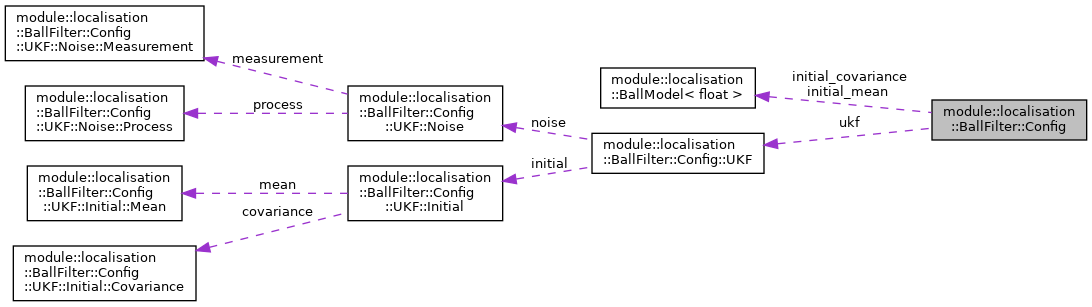 module::localisation
::BallFilter::Config
::UKF::Noise::Measurement
measurement
module::localisation
::BallFilter::Config
::UKF::Noise::Process
process
module::localisation
::BallFilter::Config
::UKF::Noise
module::localisation
::BallFilter::Config
::UKF::Initial::Mean
mean
module::localisation
::BallFilter::Config
::UKF::Initial
covariance
module::localisation
::BallFilter::Config
::UKF::Initial::Covariance
noise
initial
module::localisation
::BallModel< float >
module::localisation
::BallFilter::Config::UKF
initial_covariance
initial_mean
ukf
module::localisation
::BallFilter::Config